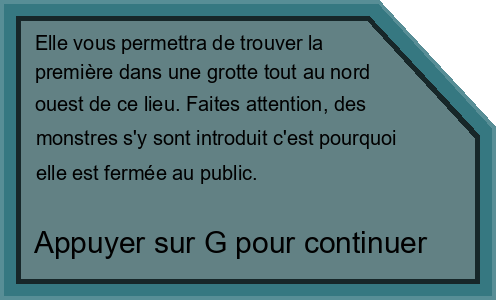 Elle vous permettra de trouver la
première dans une grotte tout au nord
ouest de ce lieu. Faites attention, des
monstres s'y sont introduit c'est pourquoi
elle est fermée au public.
Appuyer sur G pour continuer